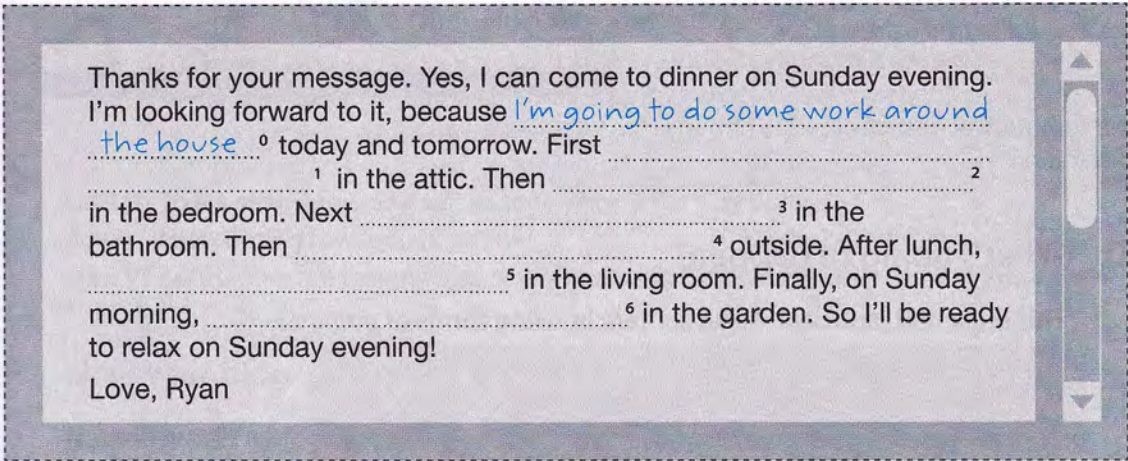 Thanks for your message. Yes, I can come to dinner on Sunday evening.
I'm looking forward to it, because I'm going to do some work around
the house ⁰ today and tomorrow. First
¹ in the attic. Then ²
in the bedroom. Next ³ in the
bathroom. Then ⁴ outside. After lunch,
⁵ in the living room. Finally, on Sunday
morning, ⁶ in the garden. So I'll be ready
to relax on Sunday evening!
Love, Ryan